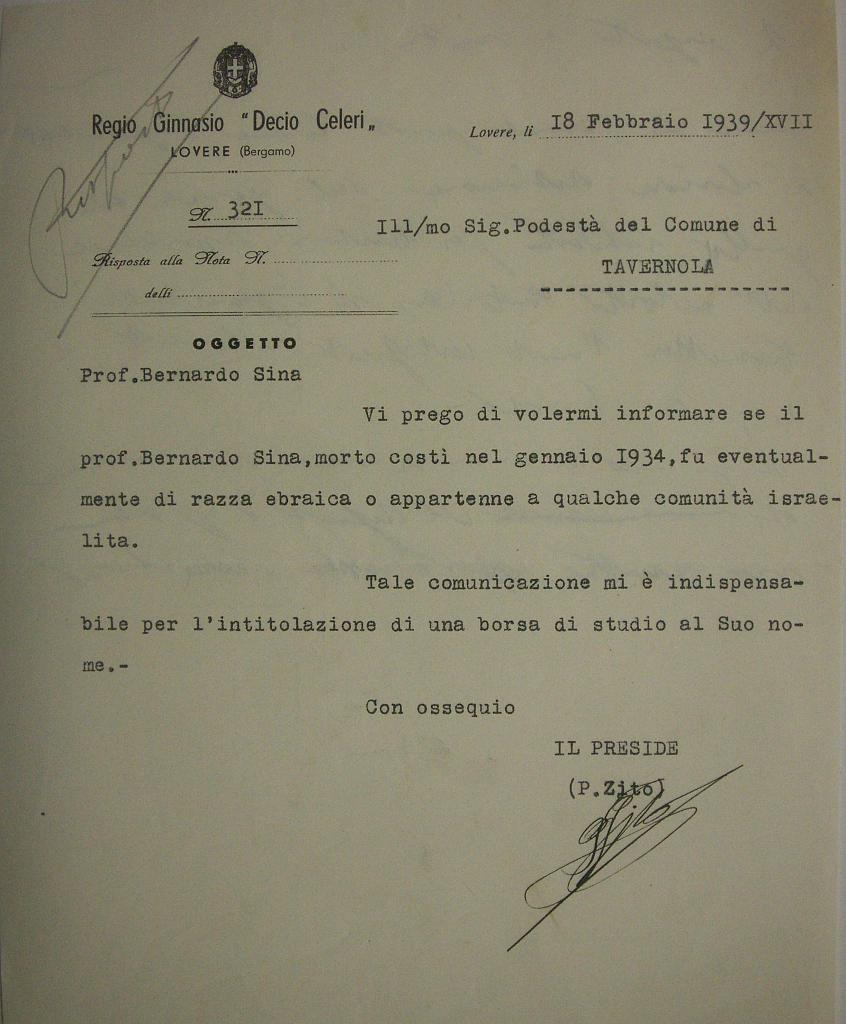 Regio Ginnasio "Decio Celeri„
LOVERE (Bergamo)
Lovere, li 18 Febbraio 1939/XVII
N. 321
Ill/mo Sig.Podestà del Comune di
TAVERNOLA
Risposta alla Nota N.
delli
OGGETTO
Prof.Bernardo Sina
Vi prego di volermi informare se il
prof.Bernardo Sina,morto costì nel gennaio 1934,fu eventual-
mente di razza ebraica o appartenne a qualche comunità israe-
lita.
Tale comunicazione mi è indispensa-
bile per l'intitolazione di una borsa di studio al Suo no-
me.-
Con ossequio
IL PRESIDE
(P.Zito)